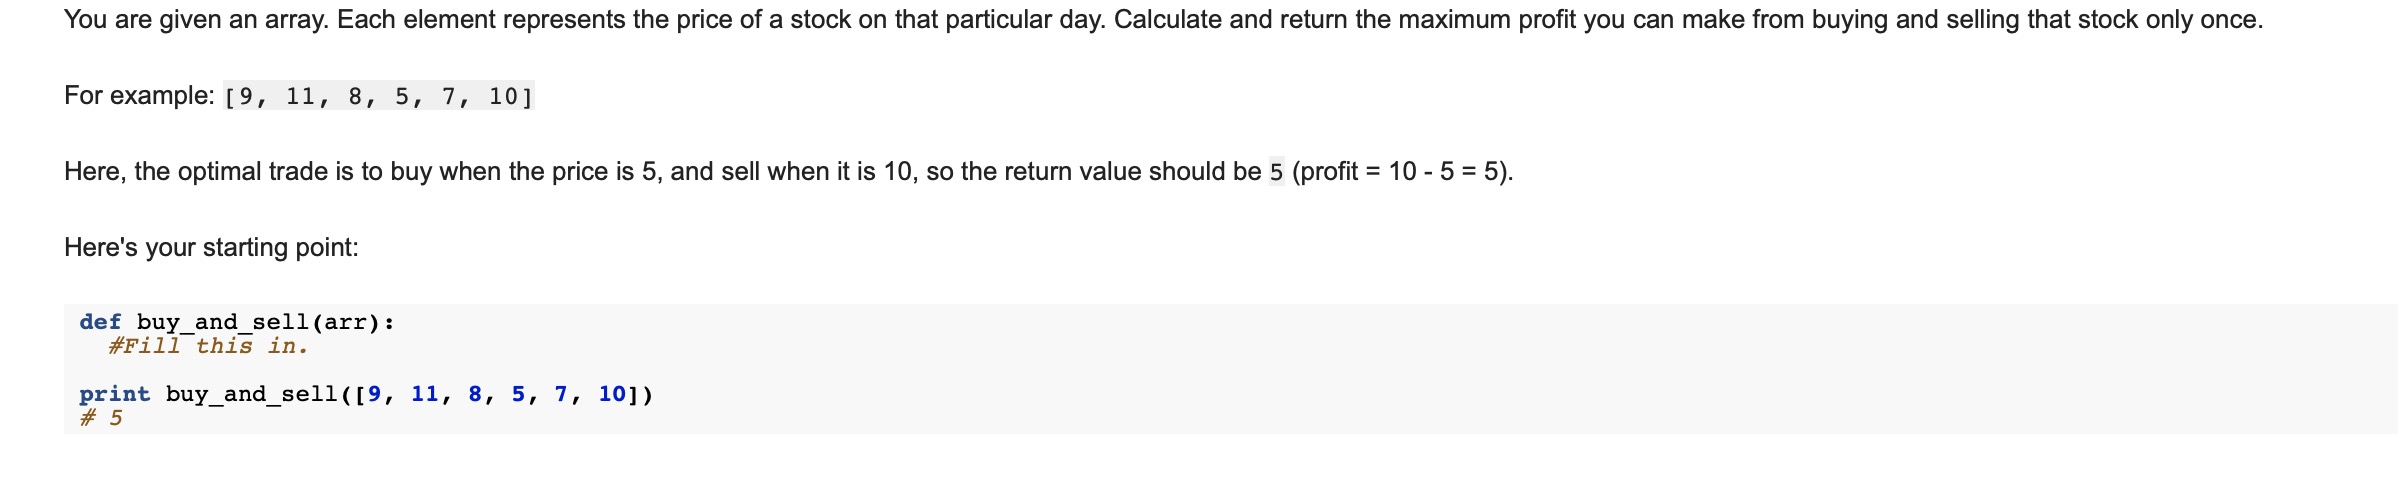 You are given an array. Each element represents the price of a stock on that particular day. Calculate and return the maximum profit you can make from buying and selling that stock only once.
For example: [9, 11, 8, 5, 7, 10]
Here, the optimal trade is to buy when the price is 5, and sell when it is 10, so the return value should be 5 (profit = 10 - 5 = 5).
Here's your starting point:
def buy_and_sell(arr):
  #Fill this in.
print buy_and_sell([9, 11, 8, 5, 7, 10])
# 5